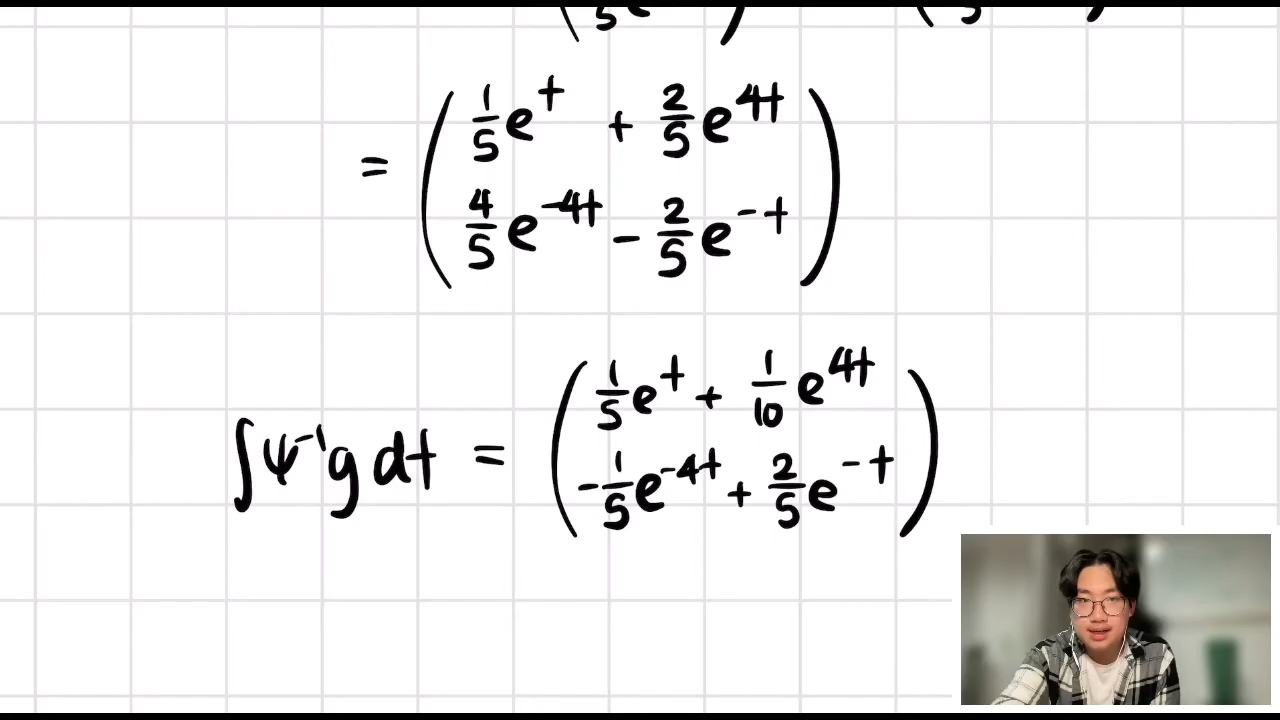 = ( 1/5 e^t + 2/5 e^4t
4/5 e^-4t - 2/5 e^-t )
∫ψ^-1 g dt = ( 1/5 e^t + 1/10 e^4t
-1/5 e^-4t + 2/5 e^-t )